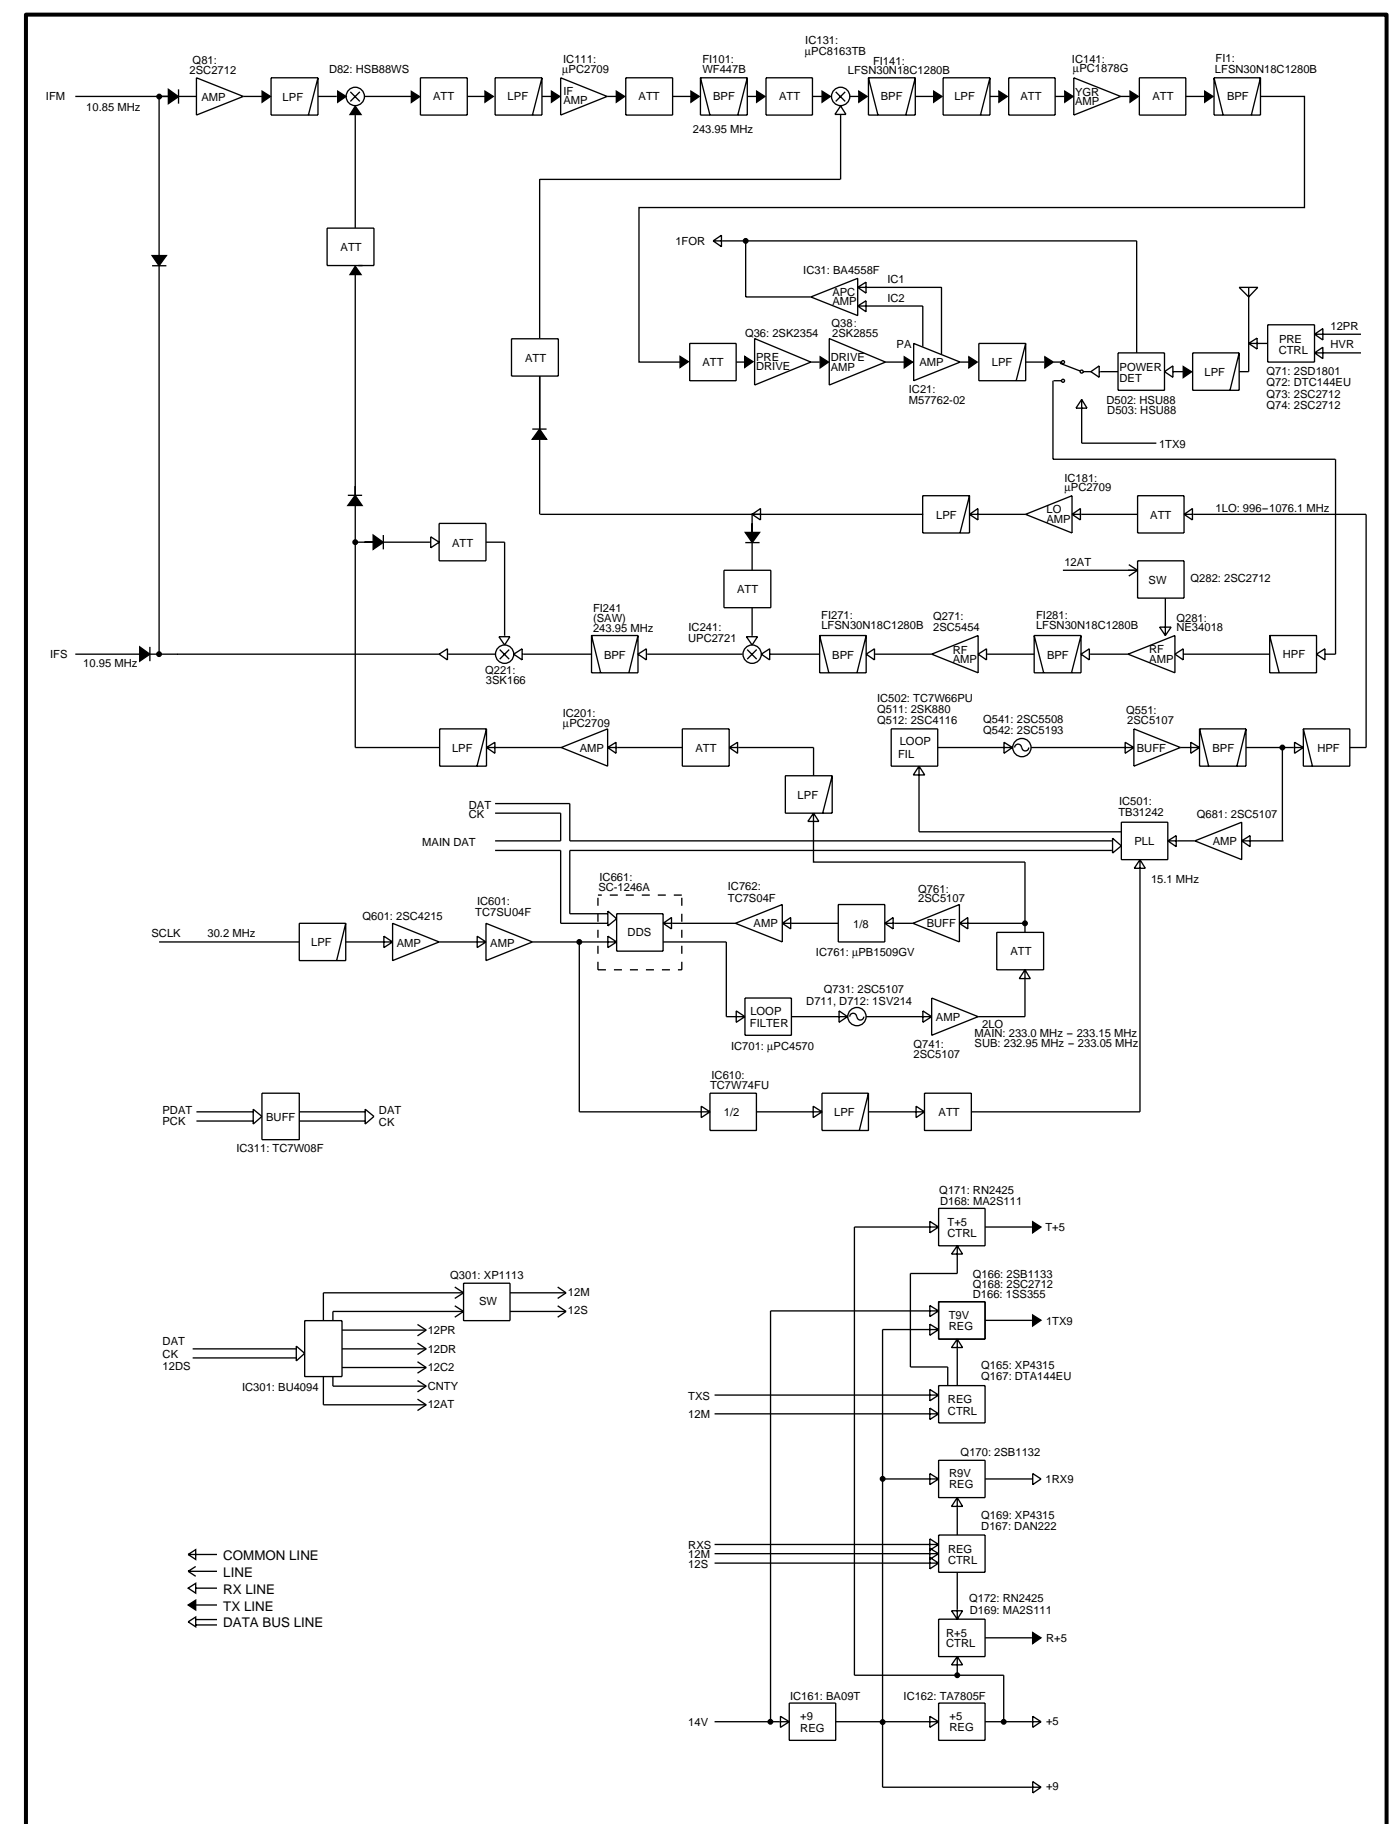 IFM
10.85 MHz
Q81:
2SC2712
AMP
LPF
D82: HSB88WS
ATT
LPF
IC111:
µPC2709
IF
AMP
ATT
FI101:
WF447B
BPF
243.95 MHz
ATT
IC131:
µPC8163TB
FI141:
LFSN30N18C1280B
BPF
LPF
ATT
IC141:
µPC1878G
YGR
AMP
ATT
FI1:
LFSN30N18C1280B
BPF
ATT
1FOR
IC31: BA4558F
APC
AMP
IC1
IC2
ATT
ATT
Q36: 2SK2354
PRE
DRIVE
Q38:
2SK2855
DRIVE
AMP
PA
AMP
IC21:
M57762-02
LPF
POWER
DET
D502: HSU88
D503: HSU88
LPF
PRE
CTRL
12PR
HVR
Q71: 2SD1801
Q72: DTC144EU
Q73: 2SC2712
Q74: 2SC2712
1TX9
LPF
IC181:
µPC2709
LO
AMP
ATT
1LO: 996−1076.1 MHz
ATT
ATT
12AT
SW
Q282: 2SC2712
IFS
10.95 MHz
Q221:
3SK166
FI241
(SAW)
243.95 MHz
BPF
IC241:
UPC2721
FI271:
LFSN30N18C1280B
BPF
Q271:
2SC5454
RF
AMP
FI281:
LFSN30N18C1280B
BPF
Q281:
NE34018
RF
AMP
HPF
LPF
IC201:
µPC2709
AMP
ATT
LPF
IC502: TC7W66PU
Q511: 2SK880
Q512: 2SC4116
LOOP
FIL
Q541: 2SC5508
Q542: 2SC5193
Q551:
2SC5107
BUFF
BPF
HPF
DAT
CK
MAIN DAT
IC501:
TB31242
PLL
Q681: 2SC5107
AMP
15.1 MHz
SCLK
30.2 MHz
LPF
Q601: 2SC4215
AMP
IC601:
TC7SU04F
AMP
IC661:
SC-1246A
DDS
IC762:
TC7S04F
AMP
1/8
IC761: µPB1509GV
Q761:
2SC5107
BUFF
ATT
LOOP
FILTER
IC701: µPC4570
Q731: 2SC5107
D711, D712: 1SV214
AMP
Q741:
2SC5107
2LO
MAIN: 233.0 MHz − 233.15 MHz
SUB: 232.95 MHz − 233.05 MHz
IC610:
TC7W74FU
1/2
LPF
ATT
PDAT
PCK
BUFF
DAT
CK
IC311: TC7W08F
Q301: XP1113
SW
12M
12S
DAT
CK
12DS
IC301: BU4094
12PR
12DR
12C2
CNTY
12AT
Q171: RN2425
D168: MA2S111
T+5
CTRL
T+5
Q166: 2SB1133
Q168: 2SC2712
D166: 1SS355
T9V
REG
1TX9
Q165: XP4315
Q167: DTA144EU
TXS
12M
REG
CTRL
Q170: 2SB1132
R9V
REG
1RX9
Q169: XP4315
D167: DAN222
RXS
12M
12S
REG
CTRL
Q172: RN2425
D169: MA2S111
R+5
CTRL
R+5
14V
IC161: BA09T
+9
REG
IC162: TA7805F
+5
REG
+5
+9
COMMON LINE
LINE
RX LINE
TX LINE
DATA BUS LINE